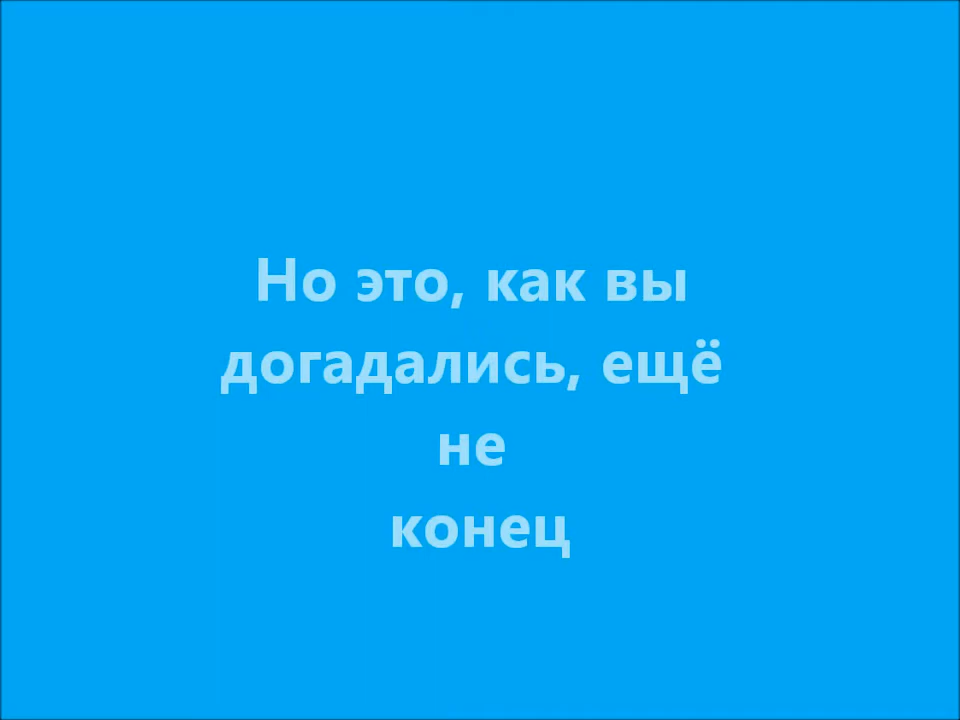 Но это, как вы
догадались, ещё
не
конец